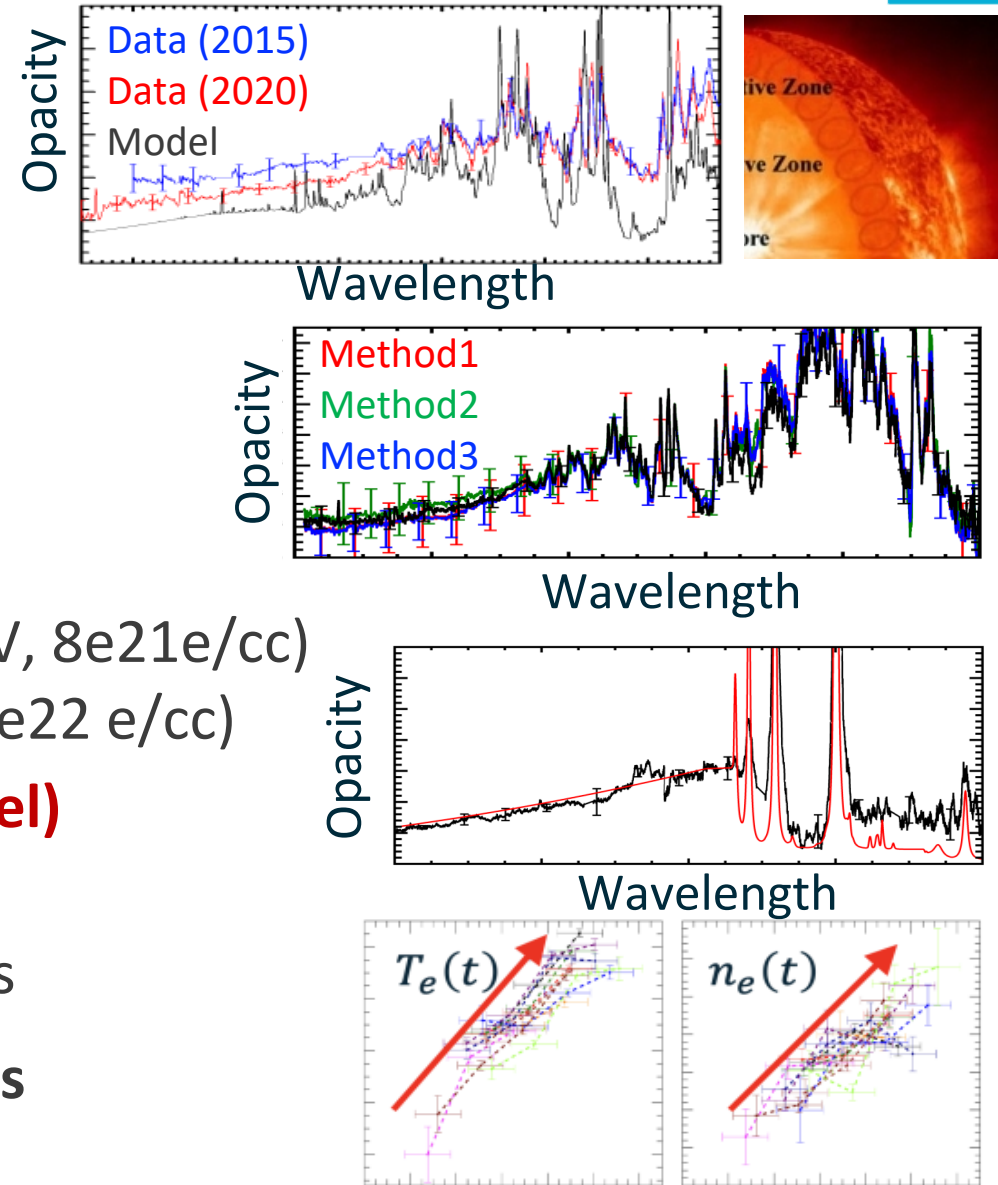 Opacity
Data (2015)
Data (2020)
Model
Wavelength
tive Zone
ve Zone
ore
Opacity
Method1
Method2
Method3
Wavelength
V, 8e21e/cc)
e22 e/cc)
el)
s
s
Opacity
Wavelength
Te(t)
ne(t)